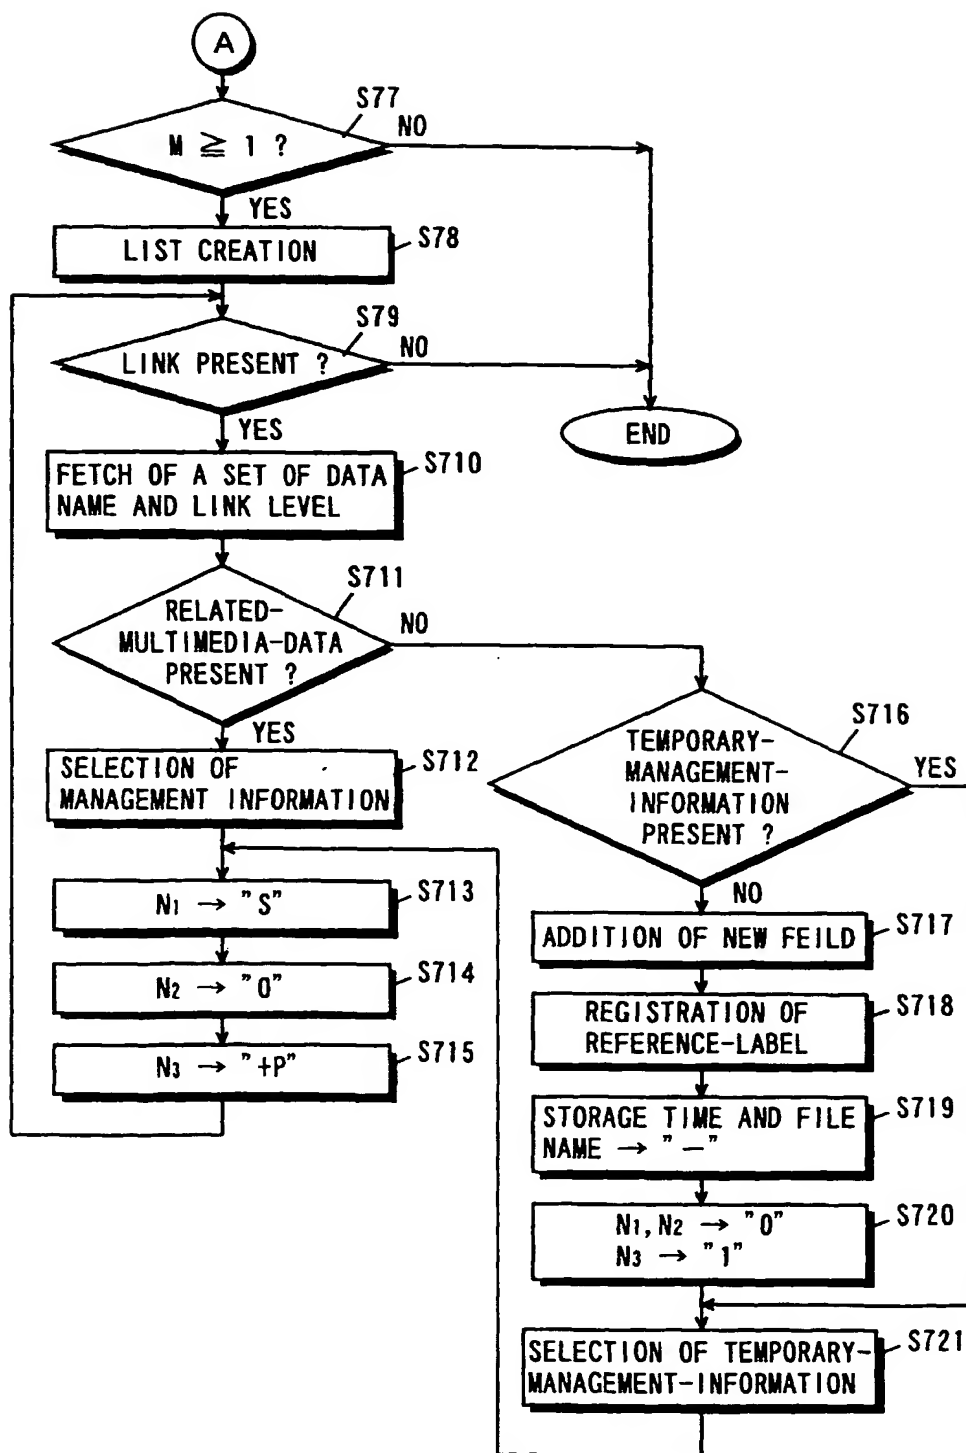 A
S77
M ≧ 1 ?
NO
YES
LIST CREATION
S78
S79
LINK PRESENT ?
NO
YES
END
FETCH OF A SET OF DATA
NAME AND LINK LEVEL
S710
S711
RELATED-
MULTIMEDIA-DATA
PRESENT ?
NO
YES
SELECTION OF
MANAGEMENT INFORMATION
S712
S716
TEMPORARY-
MANAGEMENT-
INFORMATION
PRESENT ?
YES
NO
N1 → "S"
S713
N2 → "0"
S714
N3 → "+P"
S715
ADDITION OF NEW FEILD
S717
REGISTRATION OF
REFERENCE-LABEL
S718
STORAGE TIME AND FILE
NAME → "—"
S719
N1, N2 → "0"
N3 → "1"
S720
SELECTION OF TEMPORARY-
MANAGEMENT-INFORMATION
S721